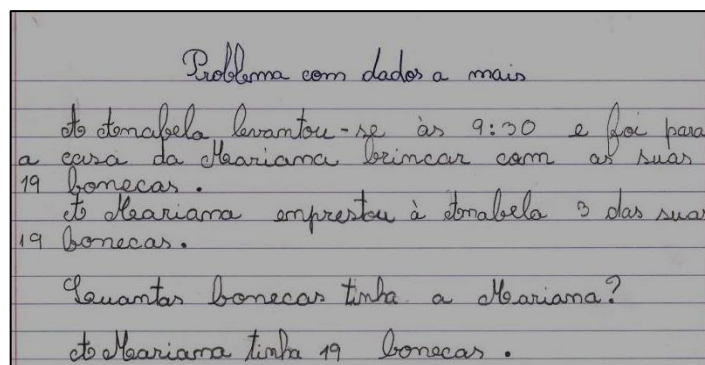 Problema com dados a mais
A Anabela levantou-se às 9:30 e foi para
a casa da Mariana brincar com as suas
19 bonecas.
A Mariana emprestou à Anabela 3 das suas
19 bonecas.
Quantas bonecas tinha a Mariana?
A Mariana tinha 19 bonecas.